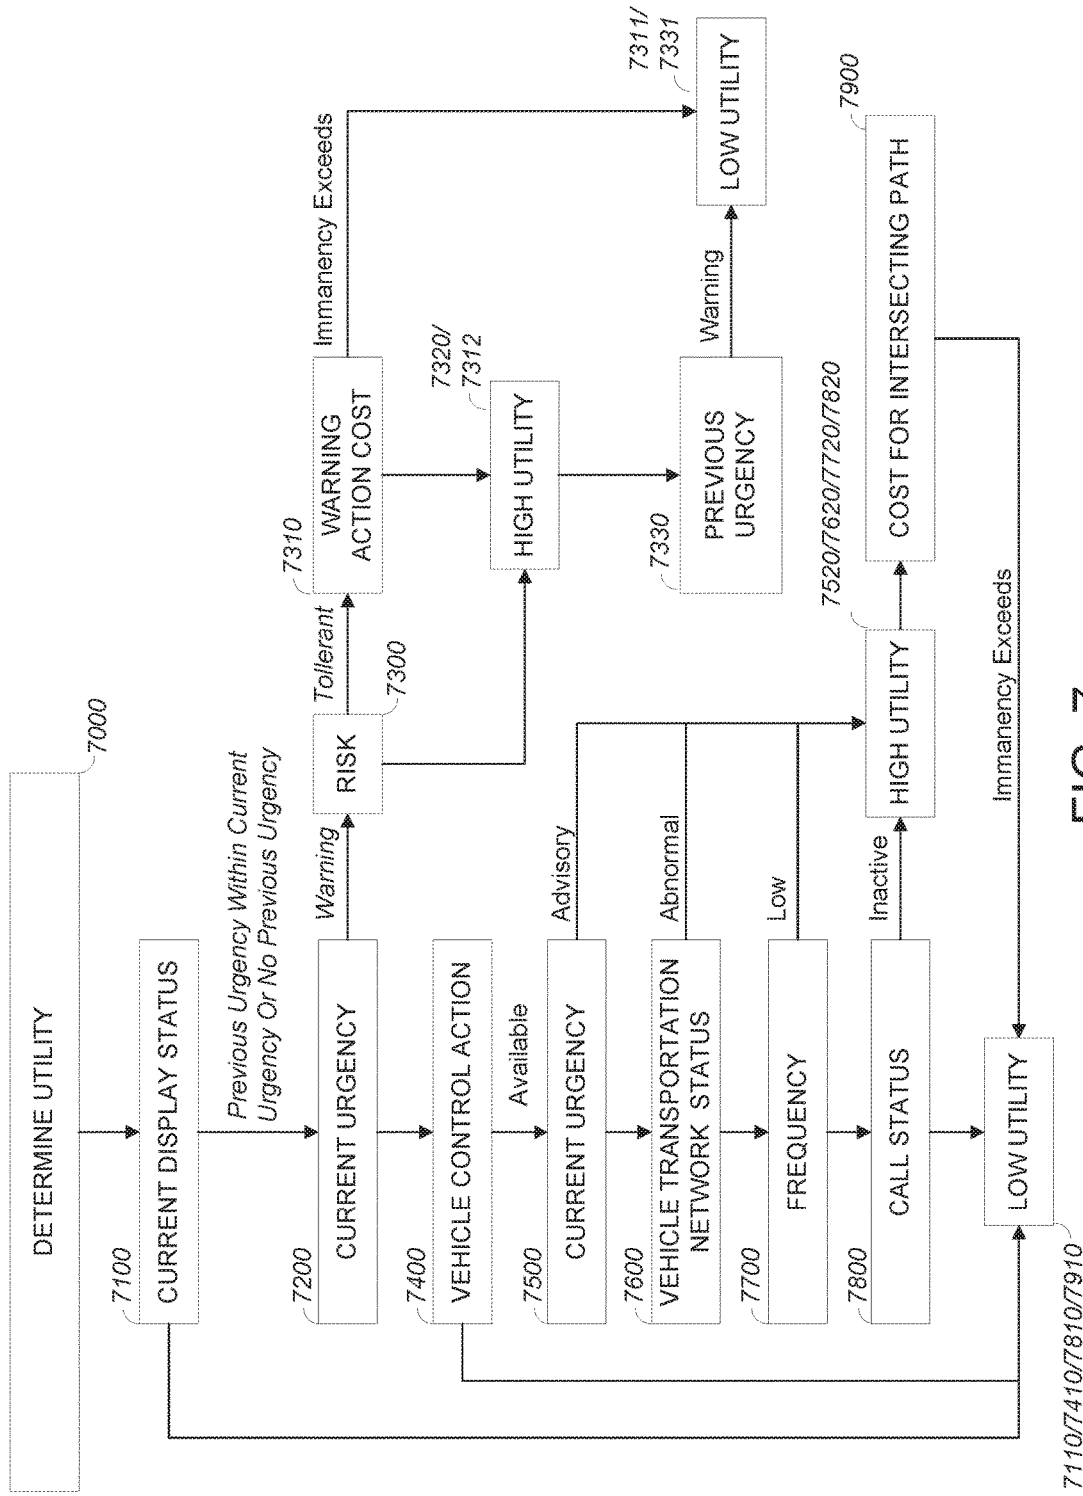 DETERMINE UTILITY
7000
7100
CURRENT DISPLAY STATUS
Previous Urgency Within Current
Urgency Or No Previous Urgency
7200
CURRENT URGENCY
Warning
RISK
7300
Tollerant
7310
WARNING
ACTION COST
Immanency Exceeds
7400
VEHICLE CONTROL ACTION
Available
7320/
7312
HIGH UTILITY
7500
CURRENT URGENCY
Advisory
7330
PREVIOUS
URGENCY
Warning
LOW UTILITY
7311/
7331
7600
VEHICLE TRANSPORTATION
NETWORK STATUS
Abnormal
7700
FREQUENCY
Low
7800
CALL STATUS
Inactive
HIGH UTILITY
7520/7620/7720/7820
COST FOR INTERSECTING PATH
7900
Immanency Exceeds
LOW UTILITY
7110/7410/7810/7910
FIG. 7